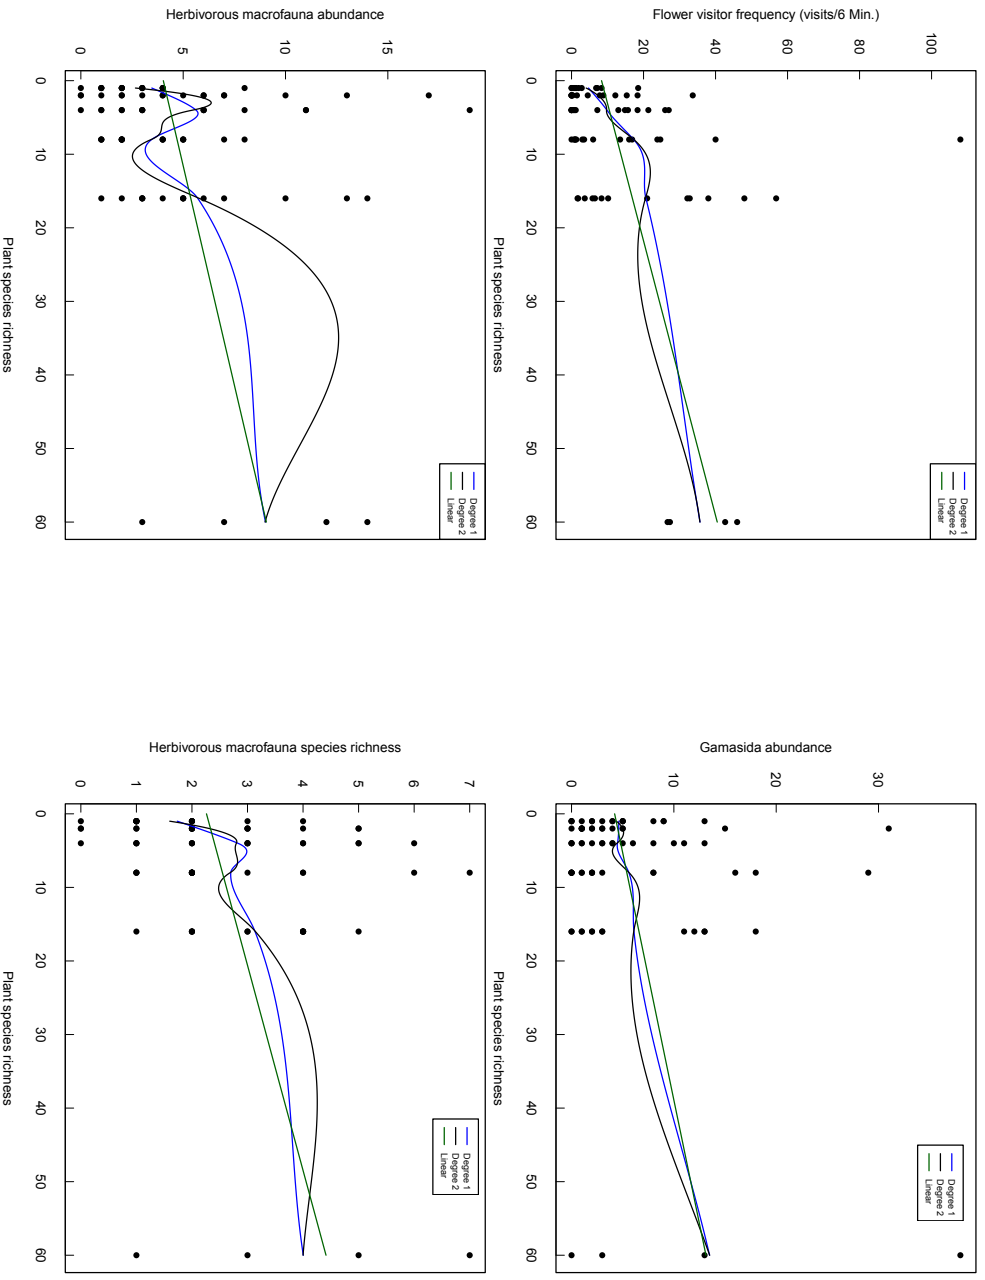 Flower visitor frequency (visits/6 Min.)
0 20 40 60 80 100
0 10 20 30 40 50 60
Plant species richness
Degree 1
Degree 2
Linear
Gamasida abundance
0 10 20 30
0 10 20 30 40 50 60
Plant species richness
Degree 1
Degree 2
Linear
Herbivorous macrofauna abundance
0 5 10 15
0 10 20 30 40 50 60
Plant species richness
Degree 1
Degree 2
Linear
Herbivorous macrofauna species richness
0 1 2 3 4 5 6 7
0 10 20 30 40 50 60
Plant species richness
Degree 1
Degree 2
Linear